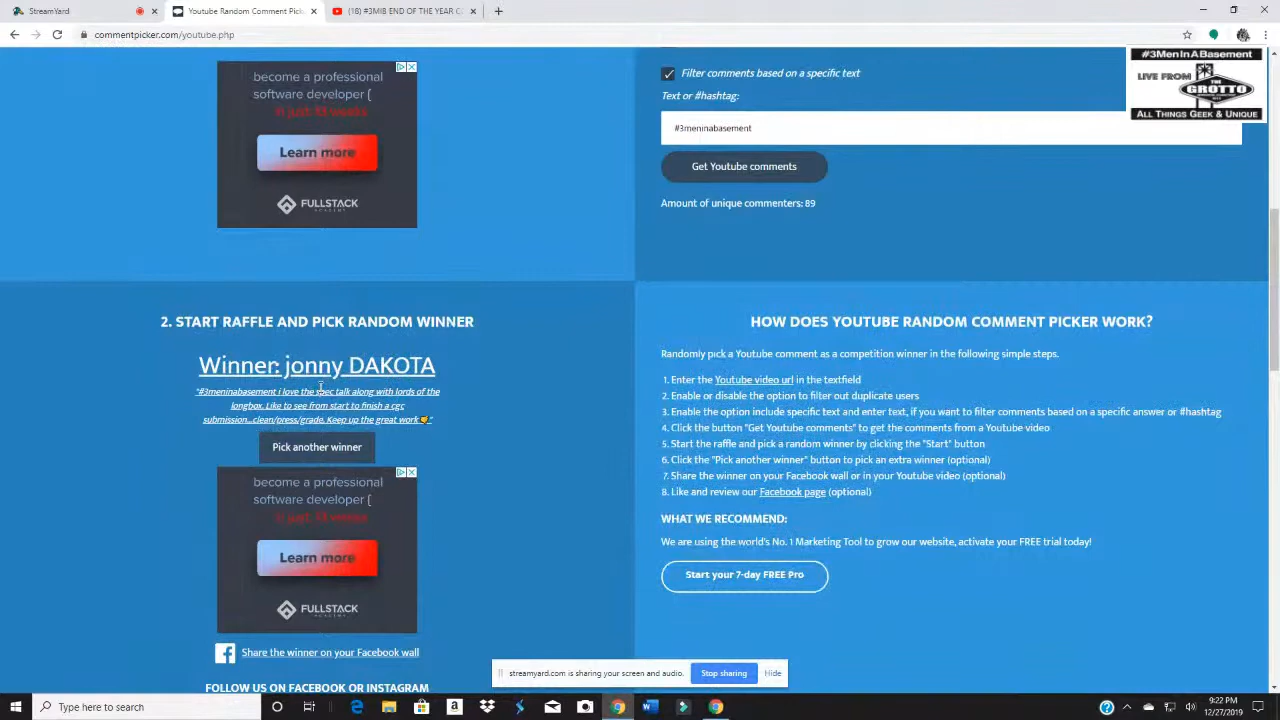 StreamYard
Youtube Random Comment Picker
(16) #3MIB END OF THE YEAR C
commentpicker.com/youtube.php
#3MenInABasement
LIVE FROM
THE
GROTTO
ALL THINGS GEEK & UNIQUE
become a professional
software developer {
in just 13 weeks
Learn more
FULLSTACK
ACADEMY
Filter comments based on a specific text
Text or #hashtag:
#3meninabasement
Get Youtube comments
Amount of unique commenters: 89
2. START RAFFLE AND PICK RANDOM WINNER
Winner: jonny DAKOTA
"#3meninabasement i love the spec talk along with lords of the
longbox. Like to see from start to finish a cgc
submission...clean/press/grade. Keep up the great work 👉"
Pick another winner
become a professional
software developer {
in just 13 weeks
Learn more
FULLSTACK
ACADEMY
Share the winner on your Facebook wall
FOLLOW US ON FACEBOOK OR INSTAGRAM
HOW DOES YOUTUBE RANDOM COMMENT PICKER WORK?
Randomly pick a Youtube comment as a competition winner in the following simple steps.
1. Enter the Youtube video url in the textfield
2. Enable or disable the option to filter out duplicate users
3. Enable the option include specific text and enter text, if you want to filter comments based on a specific answer or #hashtag
4. Click the button "Get Youtube comments" to get the comments from a Youtube video
5. Start the raffle and pick a random winner by clicking the "Start" button
6. Click the "Pick another winner" button to pick an extra winner (optional)
7. Share the winner on your Facebook wall or in your Youtube video (optional)
8. Like and review our Facebook page (optional)
WHAT WE RECOMMEND:
We are using the world's No. 1 Marketing Tool to grow our website, activate your FREE trial today!
Start your 7-day FREE Pro
streamyard.com is sharing your screen and audio.
Stop sharing
Hide
Type here to search
9:22 PM
12/27/2019